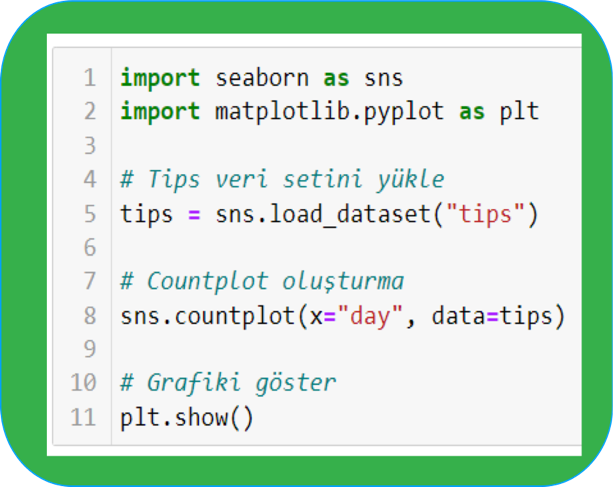 1 import seaborn as sns
2 import matplotlib.pyplot as plt
3
4 # Tips veri setini yükle
5 tips = sns.load_dataset("tips")
6
7 # Countplot oluşturma
8 sns.countplot(x="day", data=tips)
9
10 # Grafiki göster
11 plt.show()